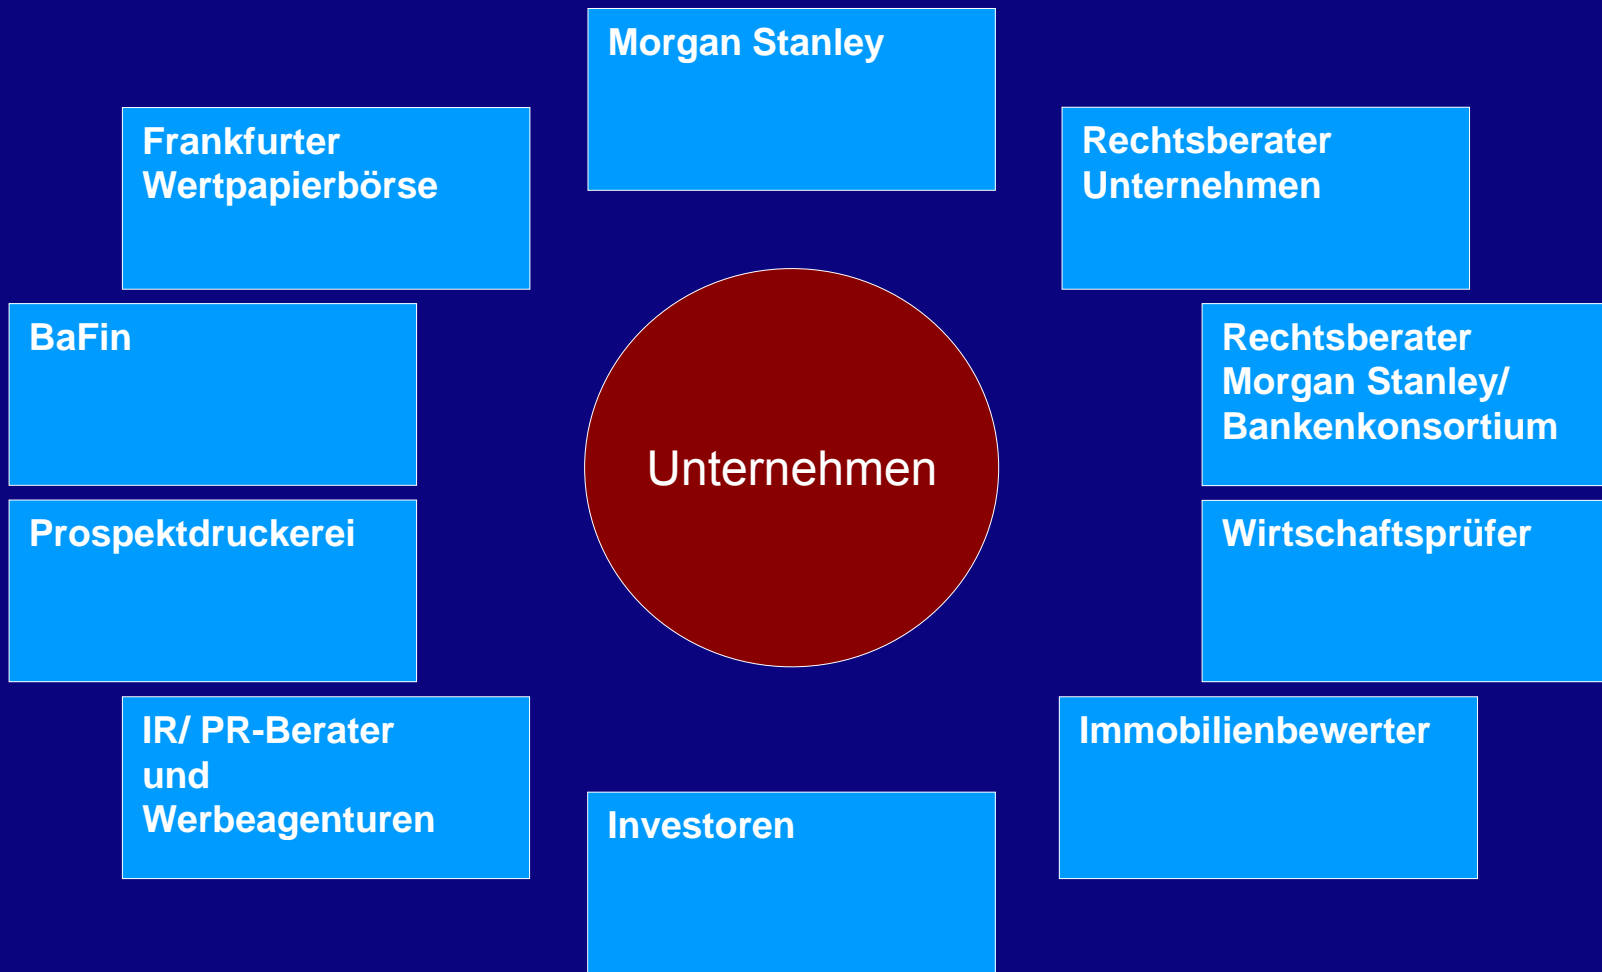 Morgan Stanley
Frankfurter
Wertpapierbörse
Rechtsberater
Unternehmen
BaFin
Rechtsberater
Morgan Stanley/
Bankenkonsortium
Unternehmen
Prospektdruckerei
Wirtschaftsprüfer
IR/ PR-Berater
und
Werbeagenturen
Immobilienbewerter
Investoren